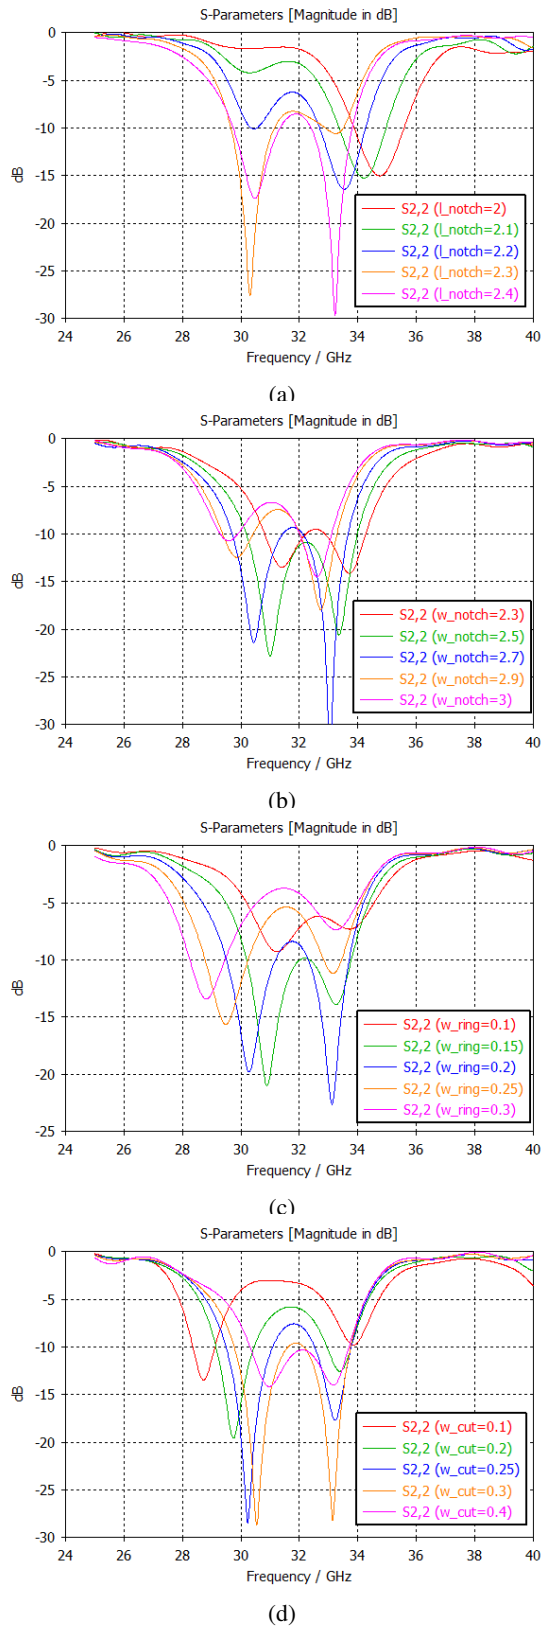 S-Parameters [Magnitude in dB]
0
-5
-10
-15
-20
-25
-30
dB
S2,2 (l_notch=2)
S2,2 (l_notch=2.1)
S2,2 (l_notch=2.2)
S2,2 (l_notch=2.3)
S2,2 (l_notch=2.4)
24 26 28 30 32 34 36 38 40
Frequency / GHz
(a)
S-Parameters [Magnitude in dB]
0
-5
-10
-15
-20
-25
-30
dB
S2,2 (w_notch=2.3)
S2,2 (w_notch=2.5)
S2,2 (w_notch=2.7)
S2,2 (w_notch=2.9)
S2,2 (w_notch=3)
24 26 28 30 32 34 36 38 40
Frequency / GHz
(b)
S-Parameters [Magnitude in dB]
0
-5
-10
-15
-20
-25
dB
S2,2 (w_ring=0.1)
S2,2 (w_ring=0.15)
S2,2 (w_ring=0.2)
S2,2 (w_ring=0.25)
S2,2 (w_ring=0.3)
24 26 28 30 32 34 36 38 40
Frequency / GHz
(c)
S-Parameters [Magnitude in dB]
0
-5
-10
-15
-20
-25
-30
dB
S2,2 (w_cut=0.1)
S2,2 (w_cut=0.2)
S2,2 (w_cut=0.25)
S2,2 (w_cut=0.3)
S2,2 (w_cut=0.4)
24 26 28 30 32 34 36 38 40
Frequency / GHz
(d)